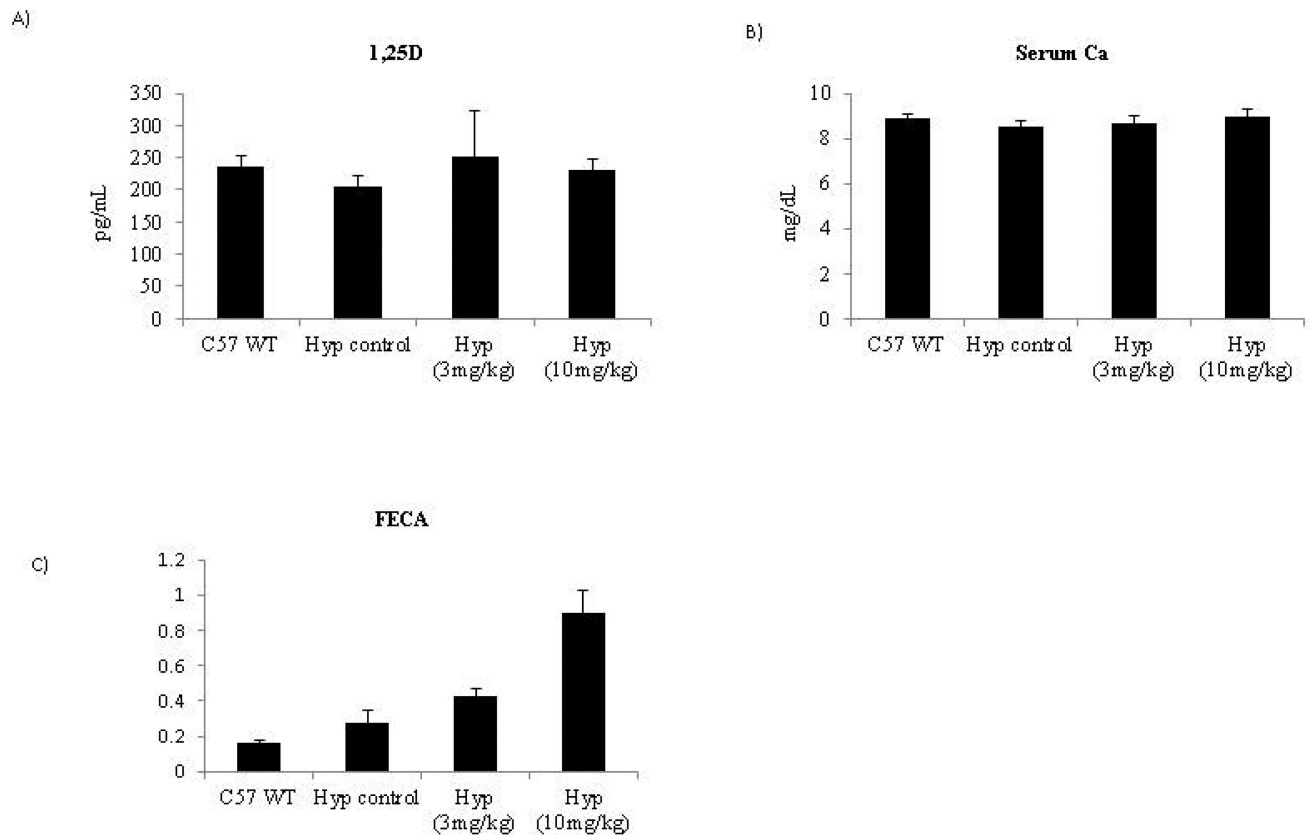 A)
1,25D
pg/mL
350
300
250
200
150
100
50
0
C57 WT
Hyp control
Hyp
(3mg/kg)
Hyp
(10mg/kg)
B)
Serum Ca
mg/dL
10
8
6
4
2
0
C57 WT
Hyp control
Hyp
(3mg/kg)
Hyp
(10mg/kg)
C)
FECA
1.2
1
0.8
0.6
0.4
0.2
0
C57 WT
Hyp control
Hyp
(3mg/kg)
Hyp
(10mg/kg)